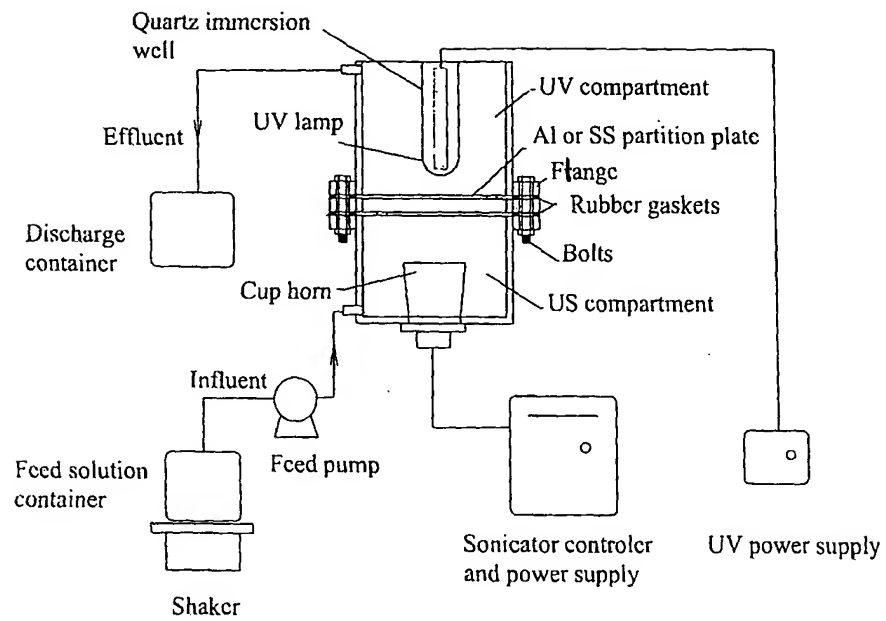 Quartz immersion
well
UV compartment
UV lamp
Al or SS partition plate
Effluent
Flange
Rubber gaskets
Discharge
container
Bolts
Cup horn
US compartment
Influent
Feed pump
Feed solution
container
Sonicator controler
and power supply
UV power supply
Shaker